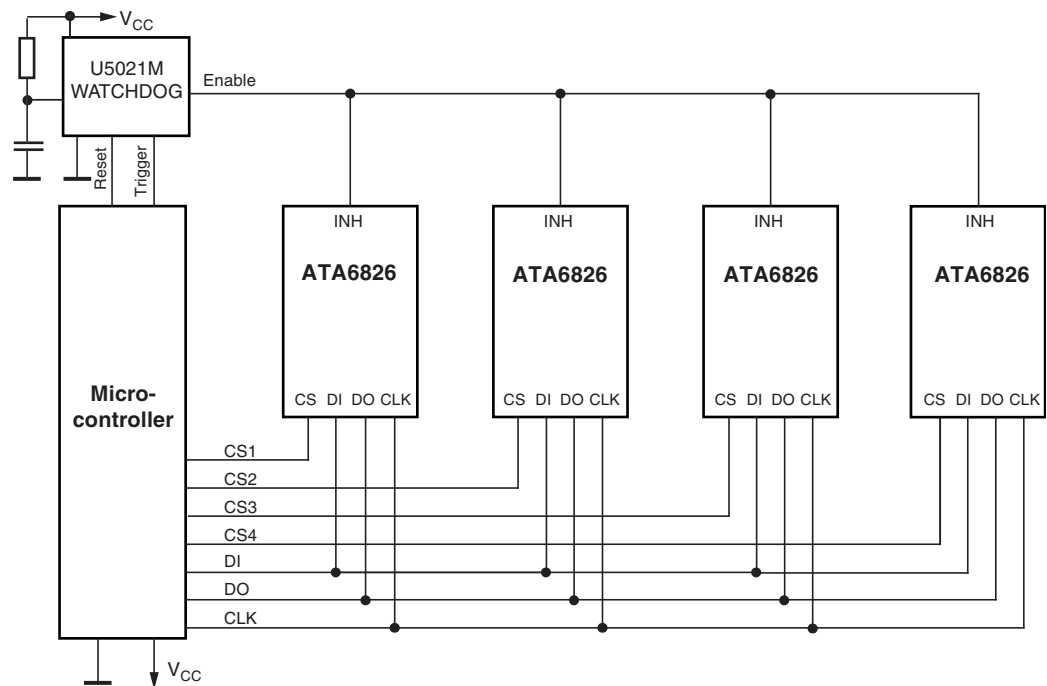 VCC
U5021M
WATCHDOG
Enable
Reset
Trigger
INH
INH
INH
INH
ATA6826
ATA6826
ATA6826
ATA6826
Micro-
controller
CS DI DO CLK
CS DI DO CLK
CS DI DO CLK
CS DI DO CLK
CS1
CS2
CS3
CS4
DI
DO
CLK
VCC